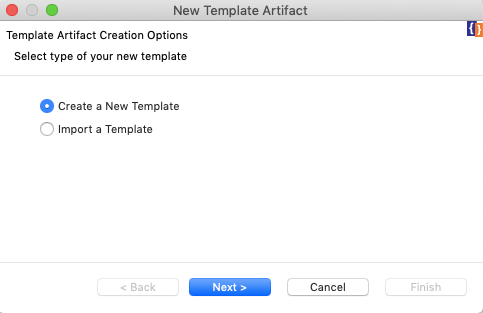 New Template Artifact
Template Artifact Creation Options
Select type of your new template
Create a New Template
Import a Template
< Back
Next >
Cancel
Finish